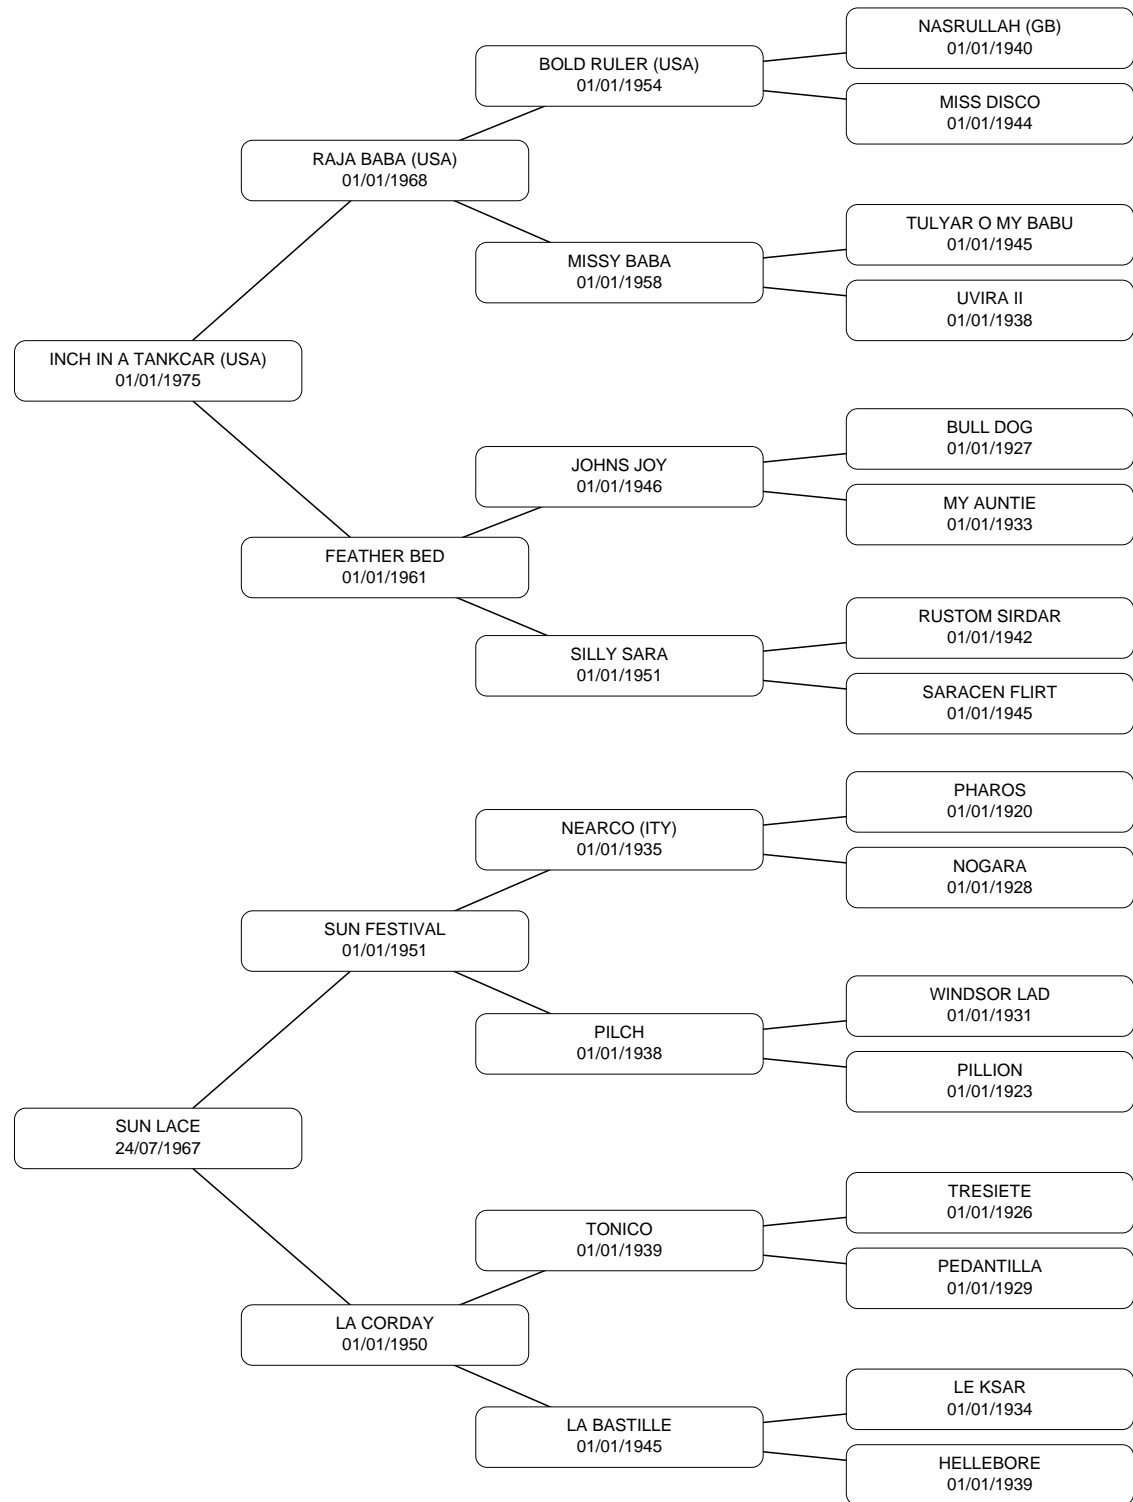 NASRULLAH (GB)
01/01/1940
BOLD RULER (USA)
01/01/1954
MISS DISCO
01/01/1944
RAJA BABA (USA)
01/01/1968
TULYAR O MY BABU
01/01/1945
MISSY BABA
01/01/1958
UVIRA II
01/01/1938
INCH IN A TANKCAR (USA)
01/01/1975
BULL DOG
01/01/1927
JOHNS JOY
01/01/1946
MY AUNTIE
01/01/1933
FEATHER BED
01/01/1961
RUSTOM SIRDAR
01/01/1942
SILLY SARA
01/01/1951
SARACEN FLIRT
01/01/1945
PHAROS
01/01/1920
NEARCO (ITY)
01/01/1935
NOGARA
01/01/1928
SUN FESTIVAL
01/01/1951
WINDSOR LAD
01/01/1931
PILCH
01/01/1938
PILLION
01/01/1923
SUN LACE
24/07/1967
TRESIETE
01/01/1926
TONICO
01/01/1939
PEDANTILLA
01/01/1929
LA CORDAY
01/01/1950
LE KSAR
01/01/1934
LA BASTILLE
01/01/1945
HELLEBORE
01/01/1939